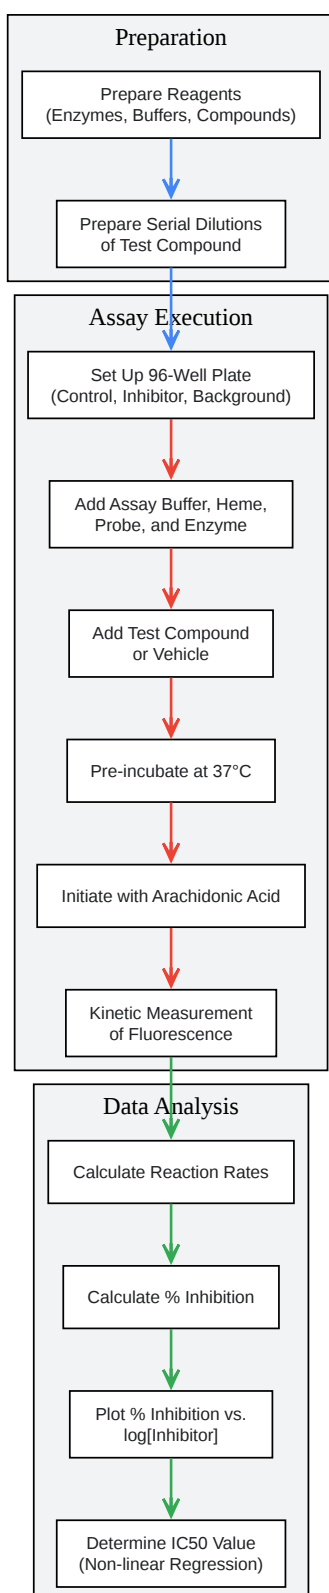 Preparation
Prepare Reagents
(Enzymes, Buffers, Compounds)
Prepare Serial Dilutions
of Test Compound
Assay Execution
Set Up 96-Well Plate
(Control, Inhibitor, Background)
Add Assay Buffer, Heme,
Probe, and Enzyme
Add Test Compound
or Vehicle
Pre-incubate at 37°C
Initiate with Arachidonic Acid
Kinetic Measurement
of Fluorescence
Data Analysis
Calculate Reaction Rates
Calculate % Inhibition
Plot % Inhibition vs.
log[Inhibitor]
Determine IC50 Value
(Non-linear Regression)